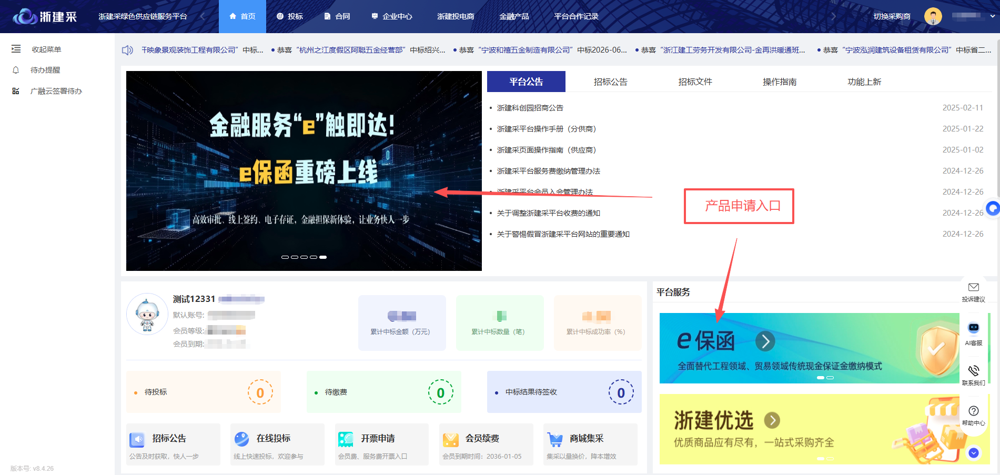 浙建采
浙建采绿色供应链服务平台
首页
投标
合同
企业中心
浙建投电商
金融产品
平台合作记录
切换采购商
收起菜单
待办提醒
广融云签署待办
映象景观装饰工程有限公司”中标...
恭喜“杭州之江度假区阿聪五金经营部”中标绍兴...
恭喜“宁波和禧五金制造有限公司”中标2026-06...
恭喜“浙江建工劳务开发有限公司-金再洪暖通班...
恭喜“宁波泓润建筑设备租赁有限公司”中标省二...
金融服务“e”触即达!
e保函重磅上线
高效审批、线上签约、电子存证，金融担保新体验，让业务快人一步
平台公告
招标公告
招标文件
操作指南
功能上新
浙建科创园招商公告 2025-02-11
浙建采平台操作手册（分供商） 2025-01-22
浙建采页面操作指南（供应商） 2025-01-02
浙建采平台服务费缴纳管理办法 2024-12-26
浙建采平台会员入会管理办法 2024-12-26
关于调整浙建采平台收费的通知 2024-12-26
关于警惕假冒浙建采平台网站的重要通知 2024-12-26
产品申请入口
测试12331
默认账号:
会员等级:
会员到期:
累计中标金额（万元）
累计中标数量（笔）
累计中标成功率（%）
待投标 0
待缴费 0
中标结果待签收 0
招标公告
公告及时获取，快人一步
在线投标
线上快速投标，欢迎参与
开票申请
会员费、服务费开票入口
会员续费
会员到期时间：2036-01-05
商城集采
集采以量换价，降本增效
平台服务
e保函
全面替代工程领域、贸易领域传统现金保证金缴纳模式
浙建优选
优质商品应有尽有，一站式采购齐全
投诉建议
AI客服
联系我们
帮助中心
版本号: v8.4.26